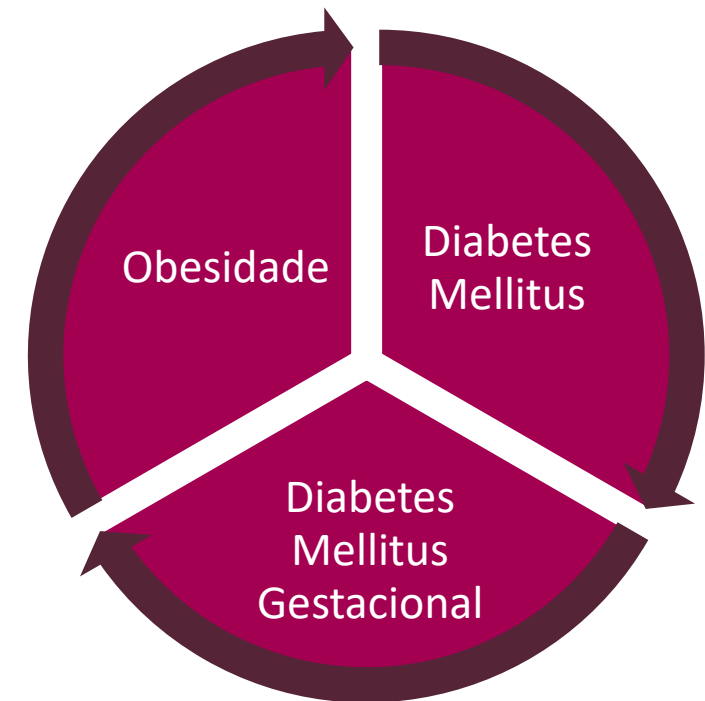 Obesidade
Diabetes
Mellitus
Diabetes
Mellitus
Gestacional